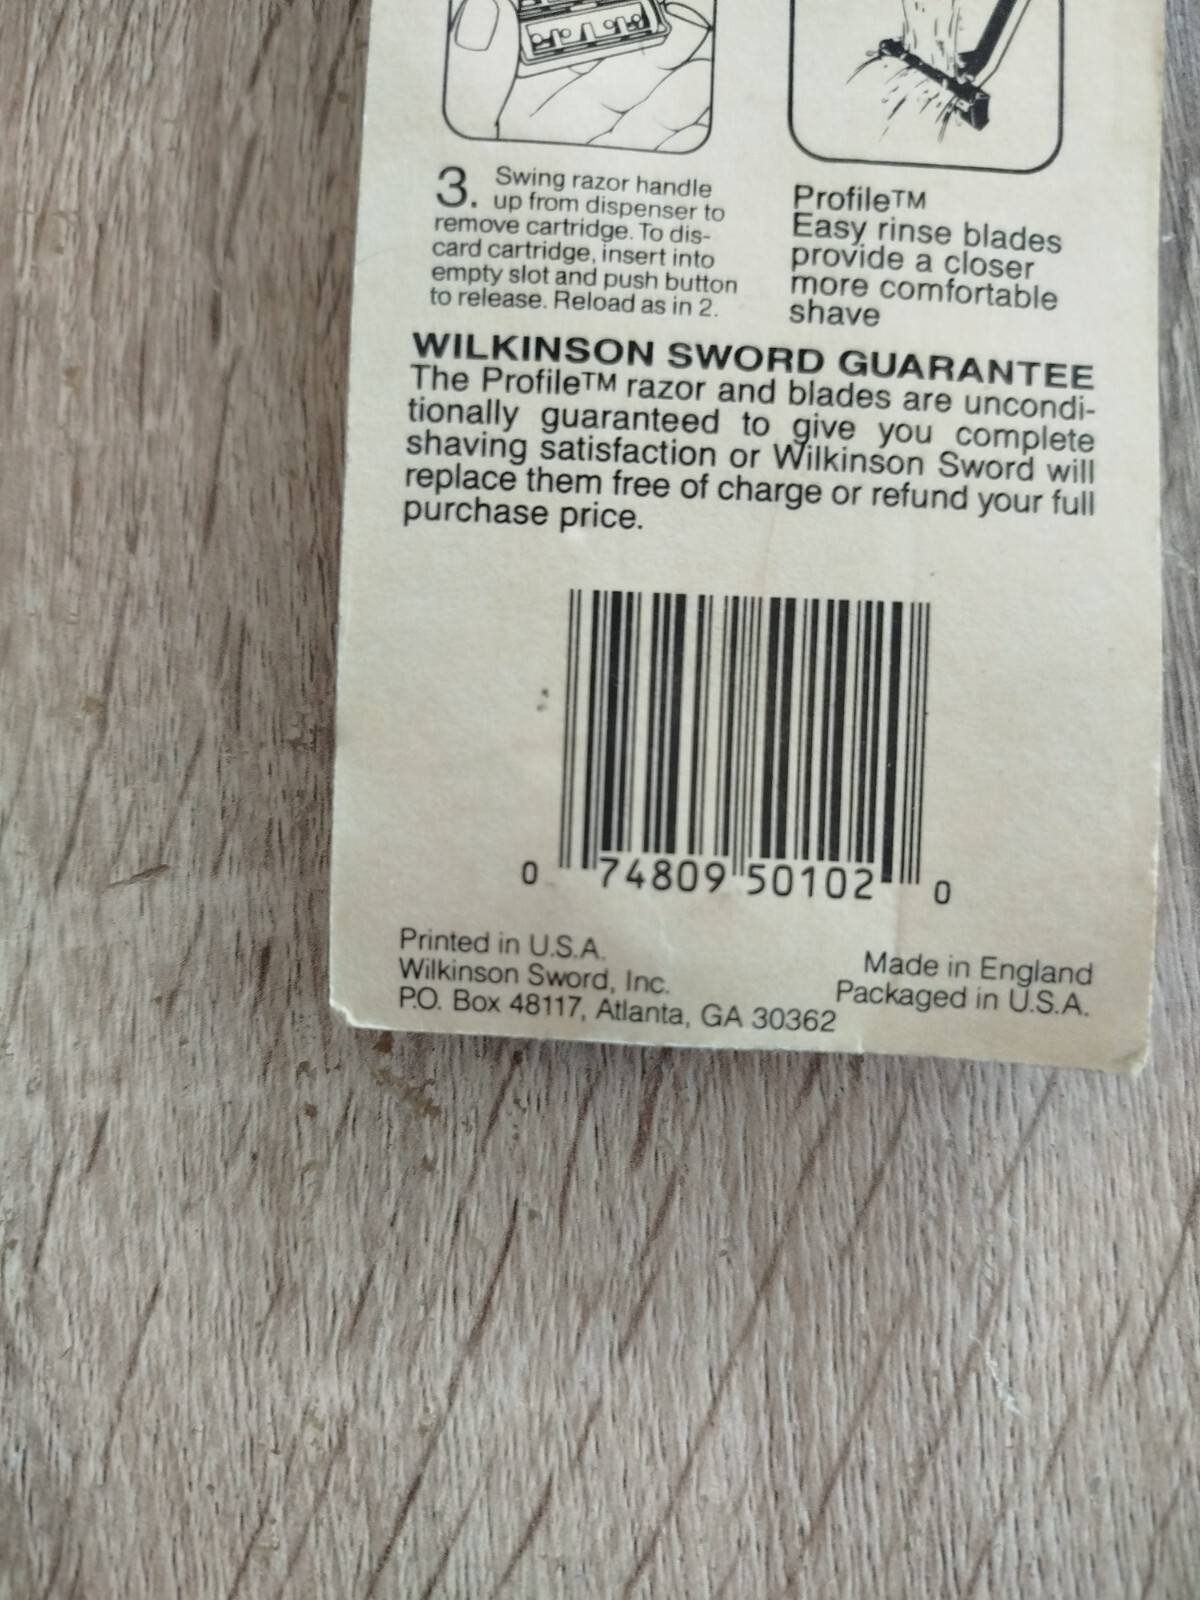 3. Swing razor handle
up from dispenser to
remove cartridge. To dis-
card cartridge, insert into
empty slot and push button
to release. Reload as in 2.
Profile™
Easy rinse blades
provide a closer
more comfortable
shave
WILKINSON SWORD GUARANTEE
The Profile™ razor and blades are uncondi-
tionally guaranteed to give you complete
shaving satisfaction or Wilkinson Sword will
replace them free of charge or refund your full
purchase price.
0 74809 50102 0
Printed in U.S.A.
Wilkinson Sword, Inc.
P.O. Box 48117, Atlanta, GA 30362
Made in England
Packaged in U.S.A.